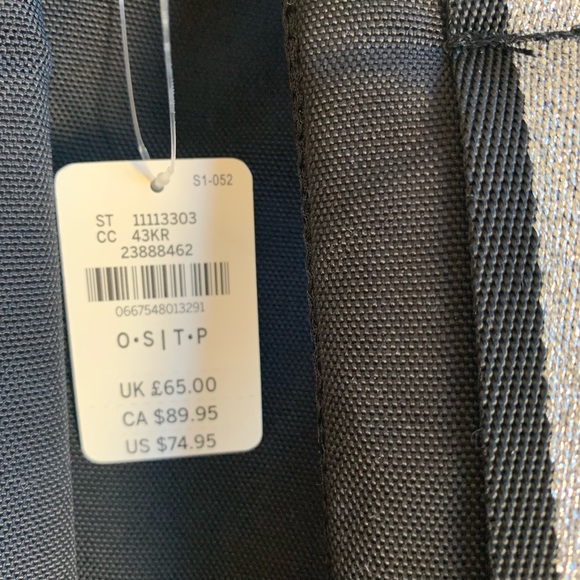 S1-052
ST 11113303
CC 43KR
23888462
0667548013291
O•S|T•P
UK £65.00
CA $89.95
US $74.95